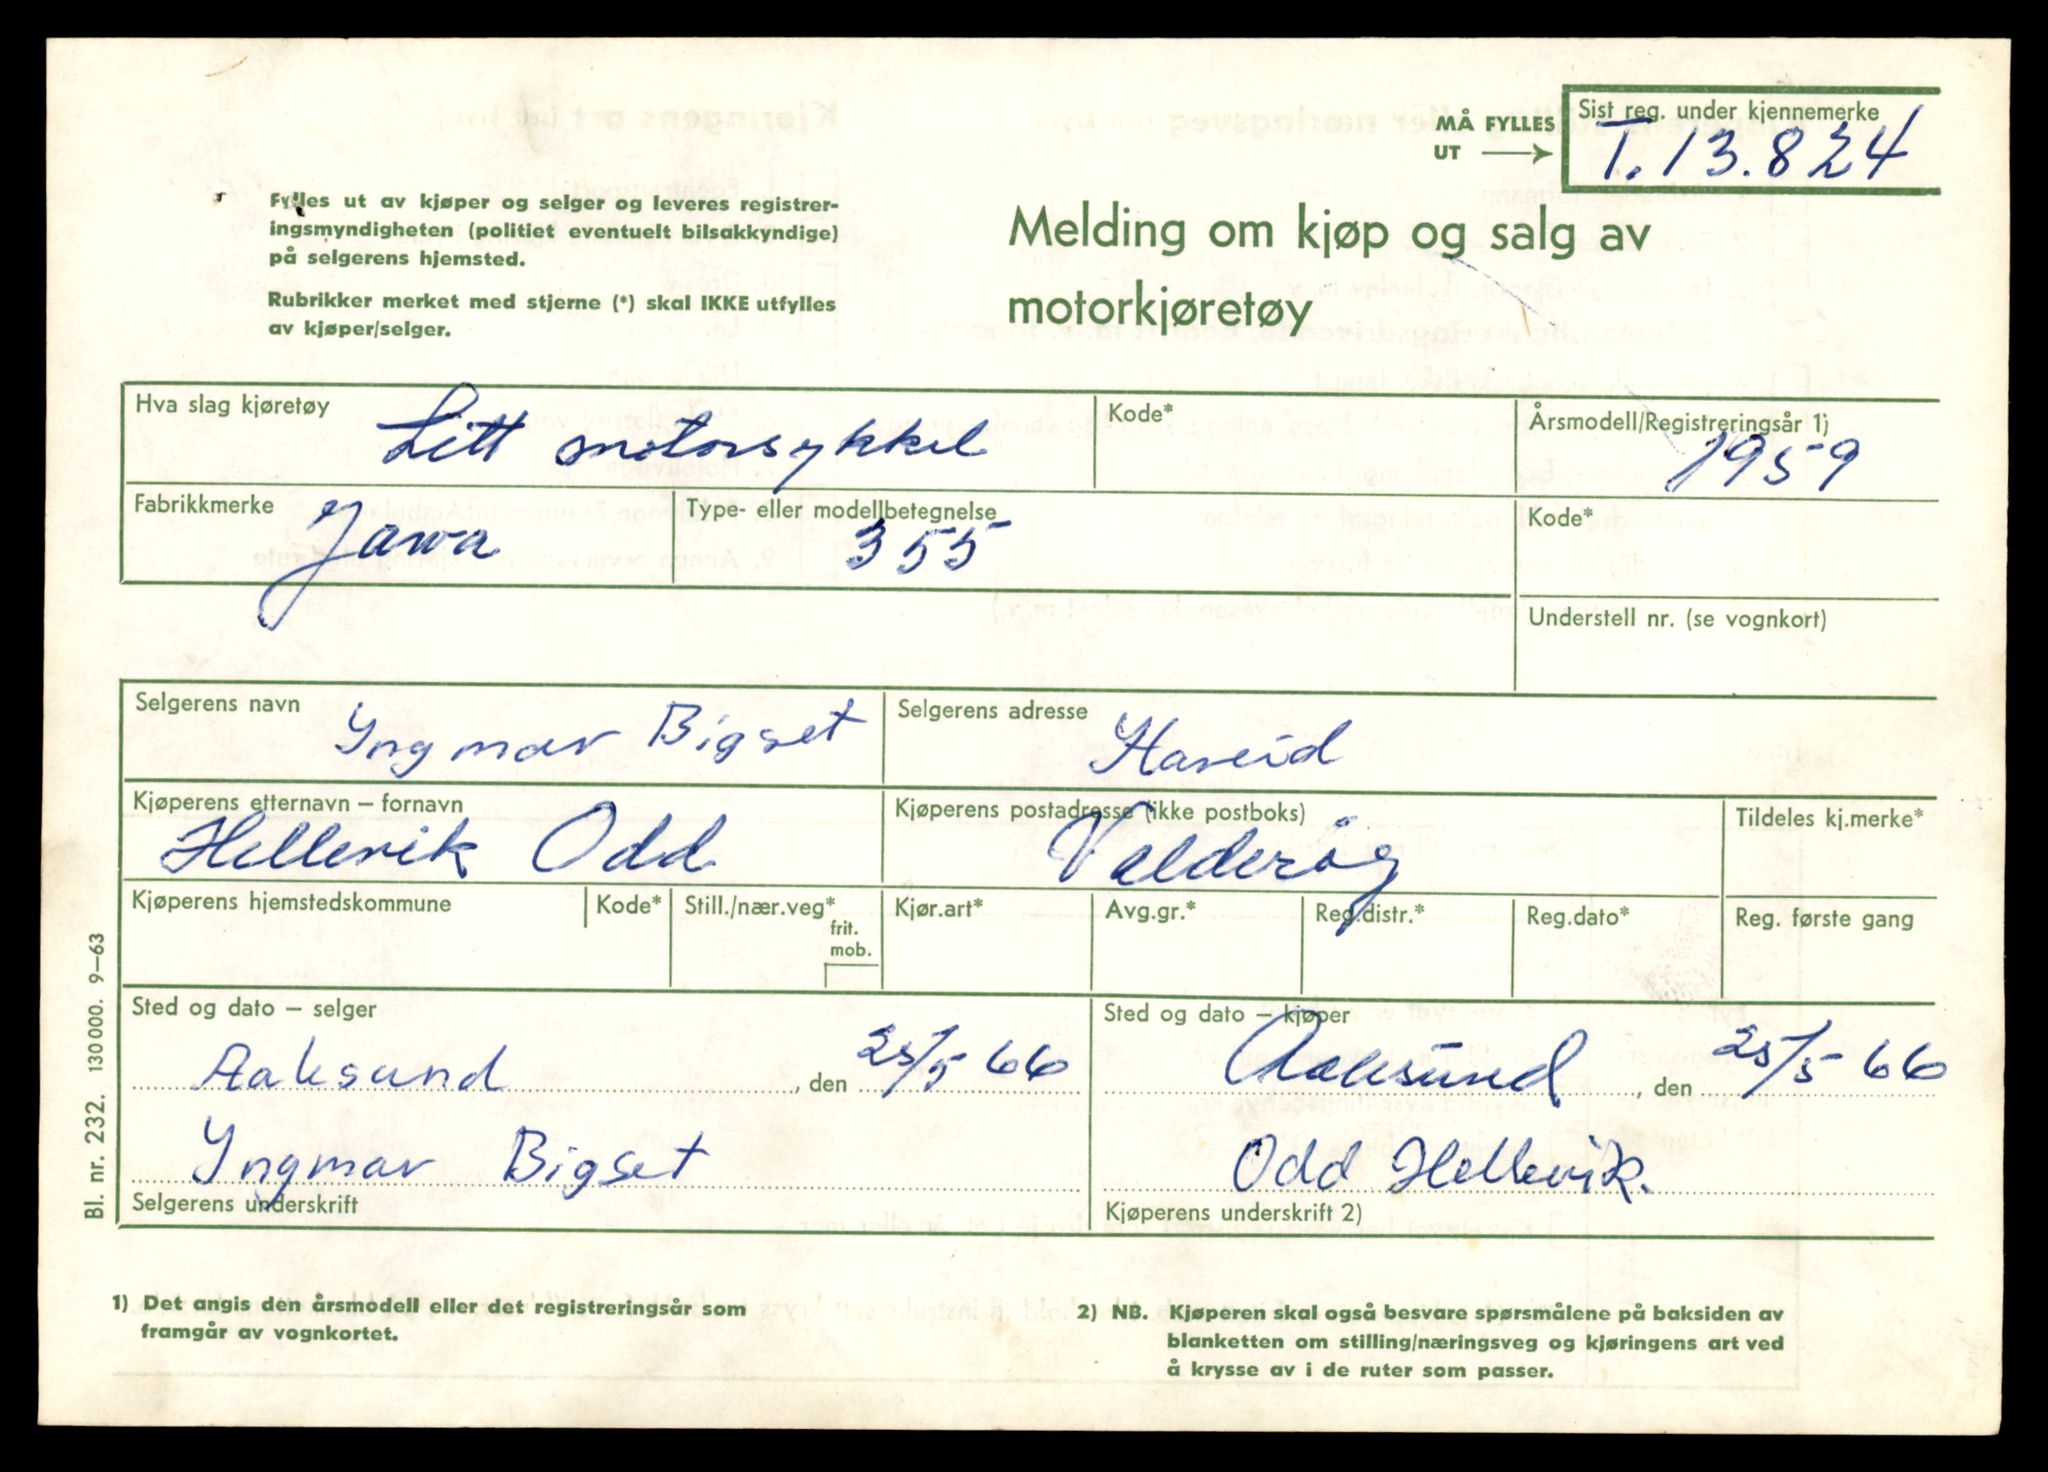 MÅ FYLLES UT
Sist reg. under kjennemerke
T. 13.824
Fylles ut av kjøper og selger og leveres registrer-
ingsmyndigheten (politiet eventuelt bilsakkyndige)
på selgerens hjemsted.
Rubrikker merket med stjerne (*) skal IKKE utfylles
av kjøper/selger.
Melding om kjøp og salg av
motorkjøretøy
Hva slag kjøretøy
Lett motorsykkel
Kode*
Årsmodell/Registreringsår 1)
1959
Fabrikkmerke
Jawa
Type- eller modellbetegnelse
355
Kode*
Understell nr. (se vognkort)
Selgerens navn
Yngmar Bigset
Selgerens adresse
Hareid
Kjøperens etternavn – fornavn
Hellevik Odd
Kjøperens postadresse (ikke postboks)
Valderøy
Tildeles kj.merke*
Kjøperens hjemstedskommune
Kode*
Still./nær.veg*
frit.
mob.
Kjør.art*
Avg.gr.*
Reg.distr.*
Reg.dato*
Reg. første gang
Sted og dato – selger
Aalesund, den 25/5 66
Sted og dato – kjøper
Aalesund, den 25/5 66
Yngmar Bigset
Selgerens underskrift
Odd Hellevik.
Kjøperens underskrift 2)
Bl. nr. 232. 130 000. 9–63
1) Det angis den årsmodell eller det registreringsår som
framgår av vognkortet.
2) NB. Kjøperen skal også besvare spørsmålene på baksiden av
blanketten om stilling/næringsveg og kjøringens art ved
å krysse av i de ruter som passer.